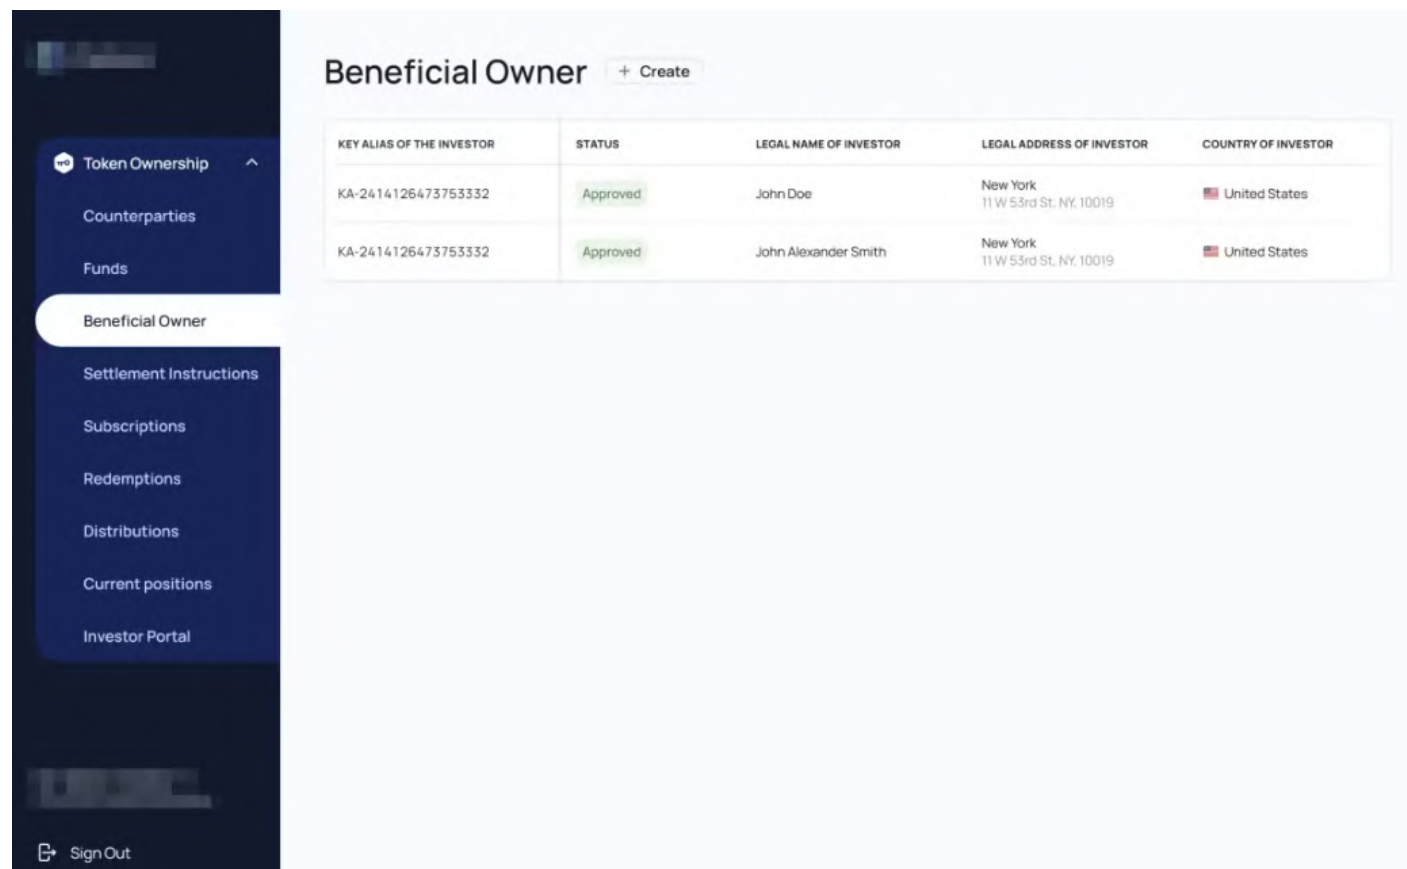 Beneficial Owner
+ Create
Token Ownership
Counterparties
Funds
Beneficial Owner
Settlement Instructions
Subscriptions
Redemptions
Distributions
Current positions
Investor Portal
Sign Out
KEY ALIAS OF THE INVESTOR STATUS LEGAL NAME OF INVESTOR LEGAL ADDRESS OF INVESTOR COUNTRY OF INVESTOR
KA-2414126473753332 Approved John Doe New York United States
11 W 53rd St, NY, 10019
KA-2414126473753332 Approved John Alexander Smith New York United States
11 W 53rd St, NY, 10019